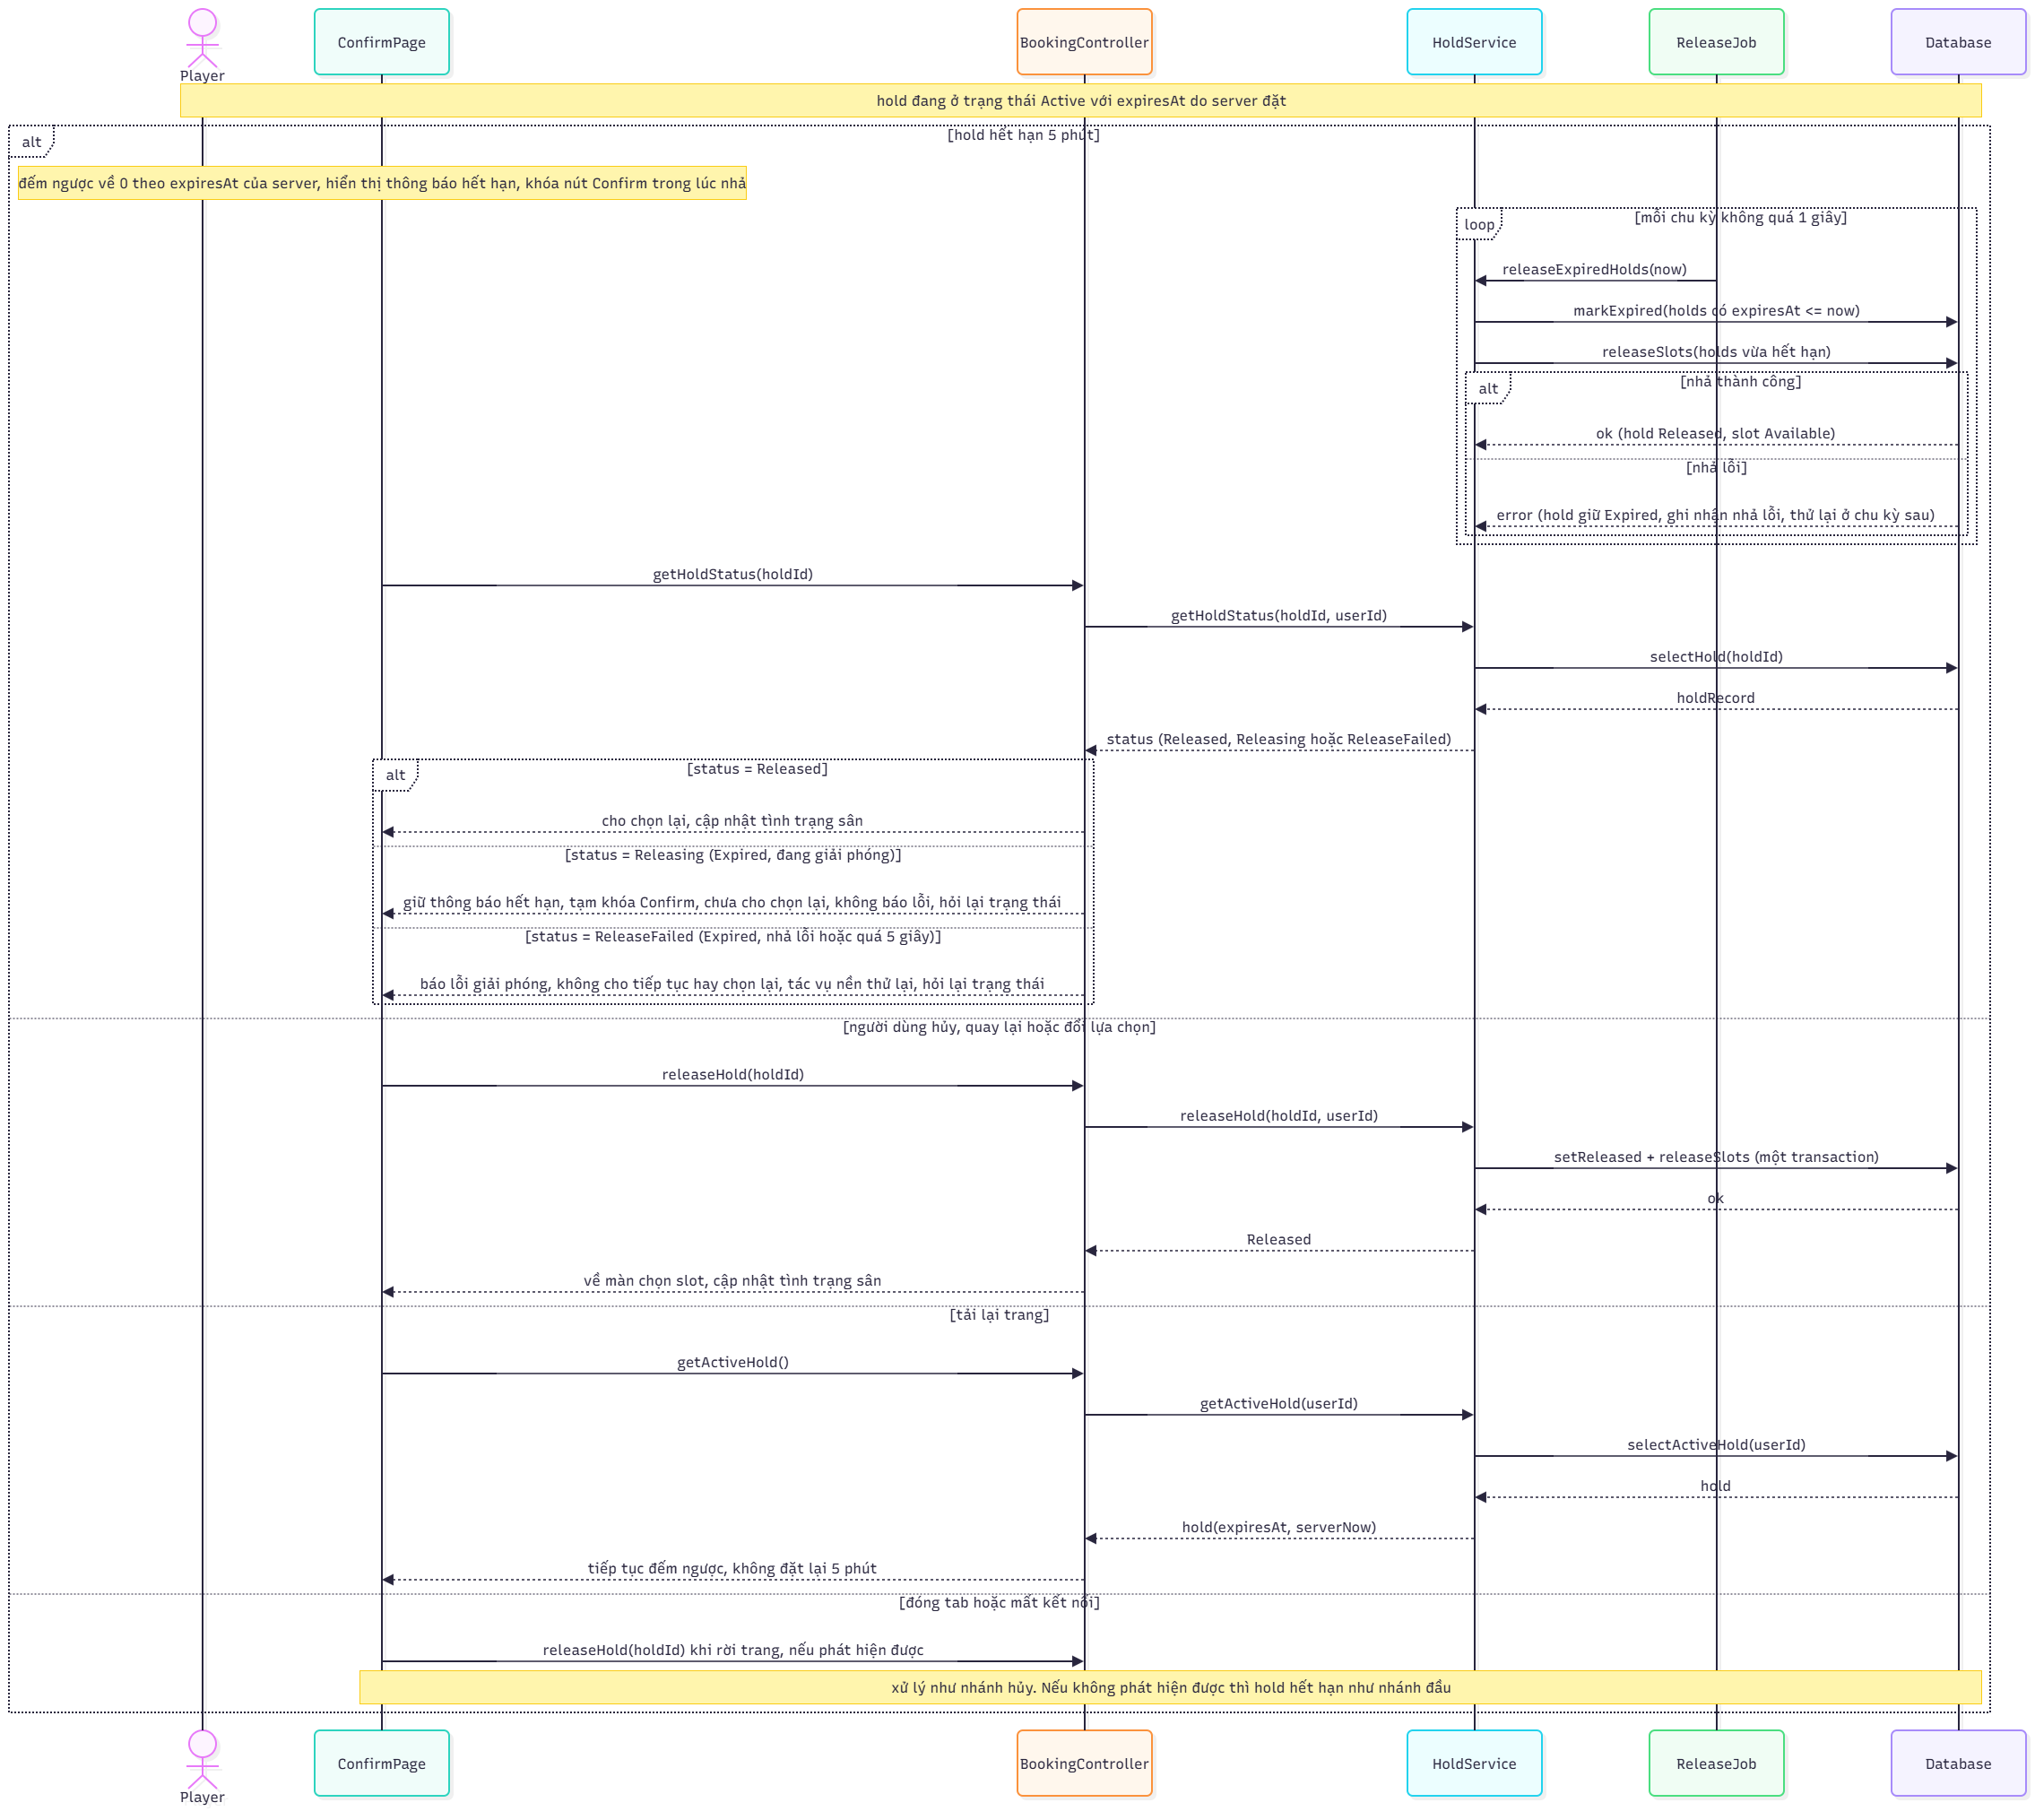 Player
ConfirmPage
BookingController
HoldService
ReleaseJob
Database
hold đang ở trạng thái Active với expiresAt do server đặt
alt
[hold hết hạn 5 phút]
đếm ngược về 0 theo expiresAt của server, hiển thị thông báo hết hạn, khóa nút Confirm trong lúc nhả
loop
[mỗi chu kỳ không quá 1 giây]
releaseExpiredHolds(now)
markExpired(holds có expiresAt <= now)
releaseSlots(holds vừa hết hạn)
alt
[nhả thành công]
ok (hold Released, slot Available)
[nhả lỗi]
error (hold giữ Expired, ghi nhận nhả lỗi, thử lại ở chu kỳ sau)
getHoldStatus(holdId)
getHoldStatus(holdId, userId)
selectHold(holdId)
holdRecord
status (Released, Releasing hoặc ReleaseFailed)
alt
[status = Released]
cho chọn lại, cập nhật tình trạng sân
[status = Releasing (Expired, đang giải phóng)]
giữ thông báo hết hạn, tạm khóa Confirm, chưa cho chọn lại, không báo lỗi, hỏi lại trạng thái
[status = ReleaseFailed (Expired, nhả lỗi hoặc quá 5 giây)]
báo lỗi giải phóng, không cho tiếp tục hay chọn lại, tác vụ nền thử lại, hỏi lại trạng thái
[người dùng hủy, quay lại hoặc đổi lựa chọn]
releaseHold(holdId)
releaseHold(holdId, userId)
setReleased + releaseSlots (một transaction)
ok
Released
về màn chọn slot, cập nhật tình trạng sân
[tải lại trang]
getActiveHold()
getActiveHold(userId)
selectActiveHold(userId)
hold
hold(expiresAt, serverNow)
tiếp tục đếm ngược, không đặt lại 5 phút
[đóng tab hoặc mất kết nối]
releaseHold(holdId) khi rời trang, nếu phát hiện được
xử lý như nhánh hủy. Nếu không phát hiện được thì hold hết hạn như nhánh đầu
Player
ConfirmPage
BookingController
HoldService
ReleaseJob
Database